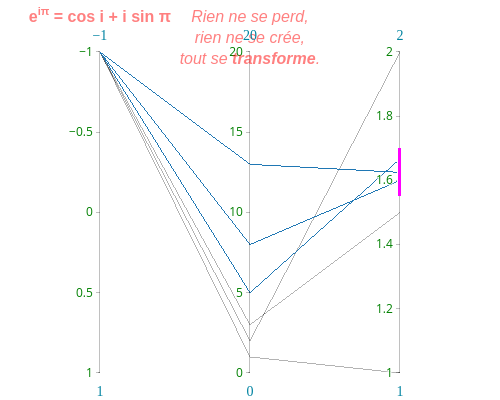 e^iπ = cos i + i sin π
Rien ne se perd,
rien ne se crée,
tout se transforme.
−1 20 2
−1 20 2
1.8
−0.5 15
1.6
0 10
1.4
0.5 5
1.2
1 0 1
1 0 1